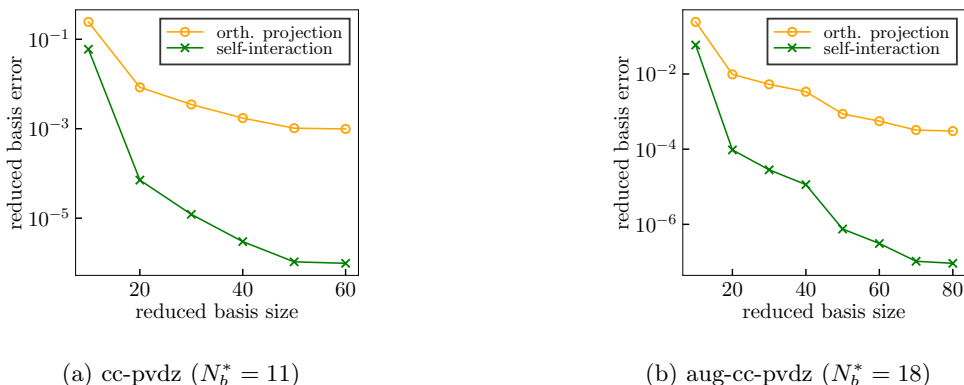 orth. projection
self-interaction
reduced basis error
10^{-1}
10^{-3}
10^{-5}
20 40 60
reduced basis size
(a) cc-pvdz (N_b^* = 11)
orth. projection
self-interaction
reduced basis error
10^{-2}
10^{-4}
10^{-6}
20 40 60 80
reduced basis size
(b) aug-cc-pvdz (N_b^* = 18)